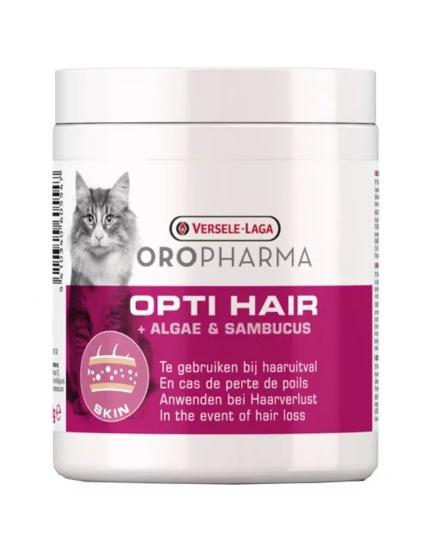 VERSELE-LAGA
OROPHARMA
OPTI HAIR
+ ALGAE & SAMBUCUS
Te gebruiken bij haaruitval
En cas de perte de poils
Anwenden bei Haarverlust
In the event of hair loss
SKIN